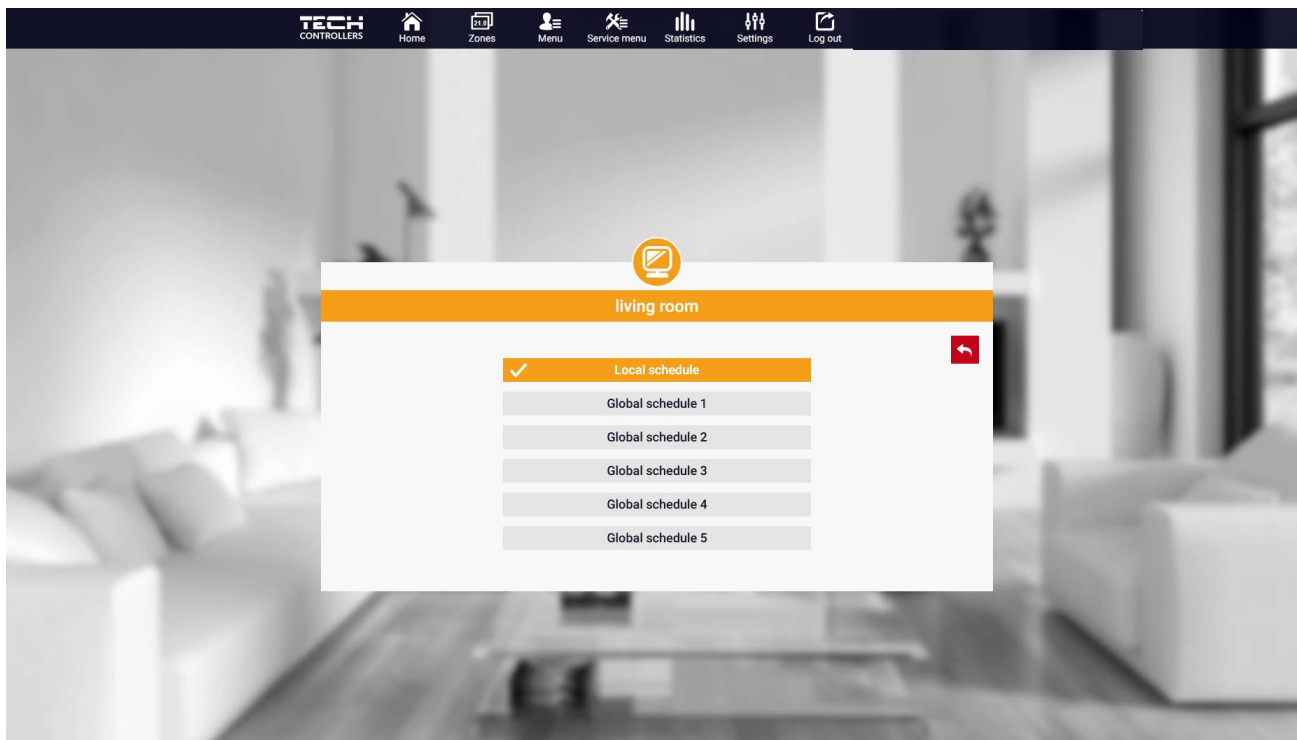 TECH
CONTROLLERS
Home
21.0
Zones
Menu
Service menu
Statistics
Settings
Log out
living room
Local schedule
Global schedule 1
Global schedule 2
Global schedule 3
Global schedule 4
Global schedule 5